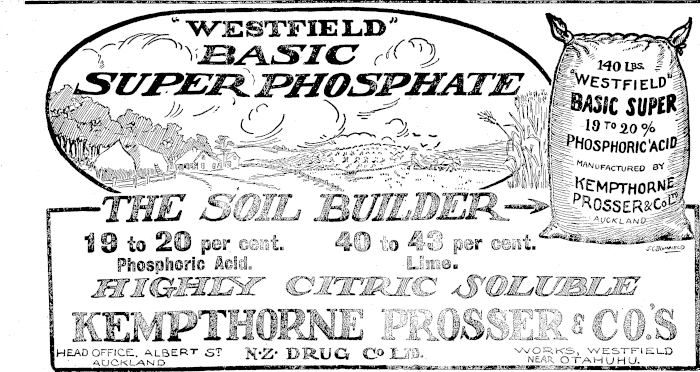 "WESTFIELD"
BASIC
SUPERPHOSPHATE
140 LBS.
"WESTFIELD"
BASIC SUPER
19 TO 20 %
PHOSPHORIC ACID
MANUFACTURED BY
KEMPTHORNE
PROSSER & Co LTD
AUCKLAND
THE SOIL BUILDER
19 to 20 per cent. 40 to 43 per cent.
Phosphoric Acid. Lime.
HIGHLY CITRIC SOLUBLE
KEMPTHORNE PROSSER & CO.'S
HEAD OFFICE, ALBERT ST N.Z. DRUG Co LTD. WORKS, WESTFIELD
AUCKLAND NEAR OTAHUHU.